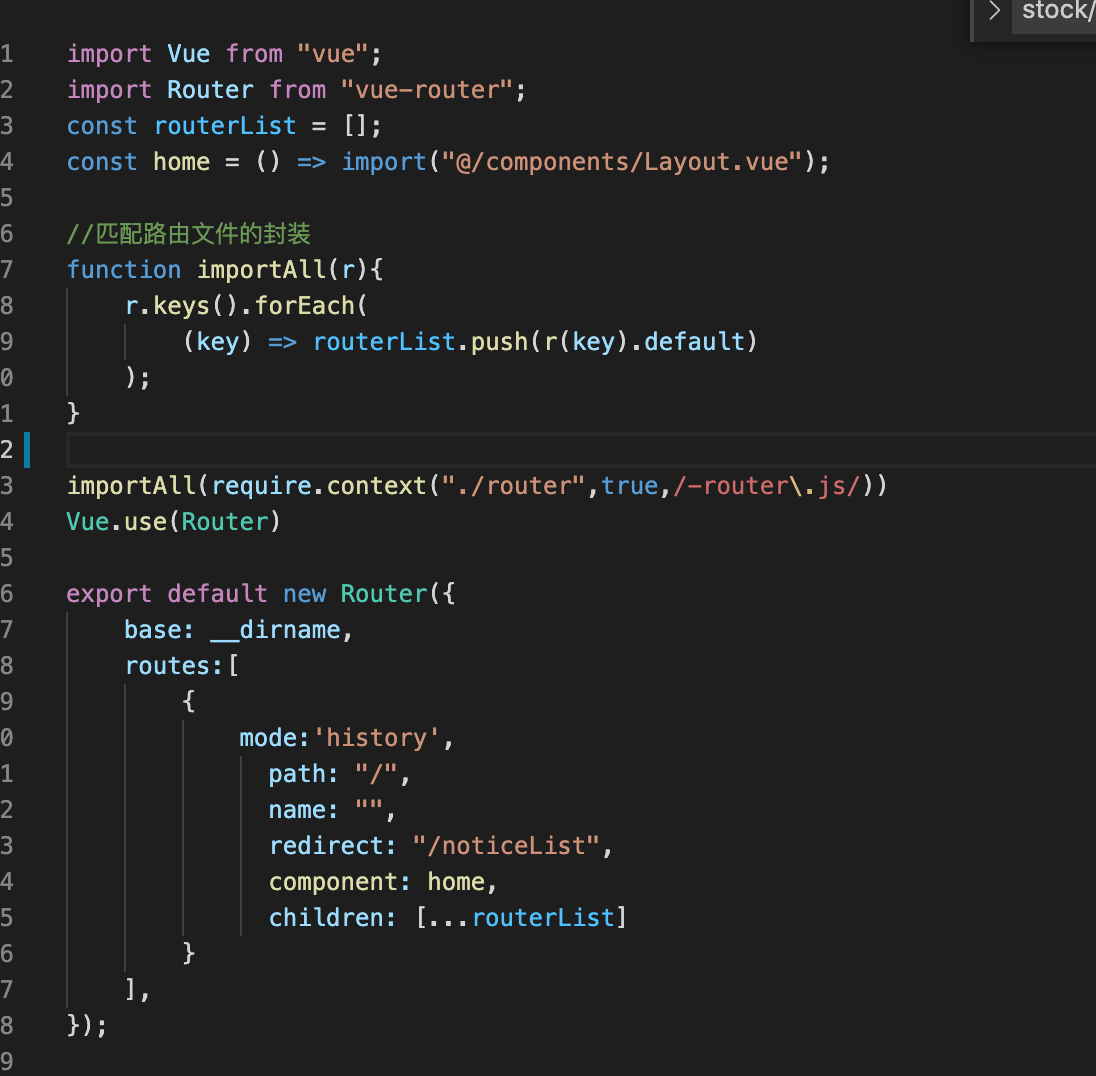 stock/
1 import Vue from "vue";
2 import Router from "vue-router";
3 const routerList = [];
4 const home = () => import("@/components/Layout.vue");
5
6 //匹配路由文件的封装
7 function importAll(r){
8 r.keys().forEach(
9 (key) => routerList.push(r(key).default)
0 );
1 }
2
3 importAll(require.context("./router",true,/-router\.js/))
4 Vue.use(Router)
5
6 export default new Router({
7 base: __dirname,
8 routes:[
9 {
0 mode:'history',
1 path: "/",
2 name: "",
3 redirect: "/noticeList",
4 component: home,
5 children: [...routerList]
6 }
7 ],
8 });
9